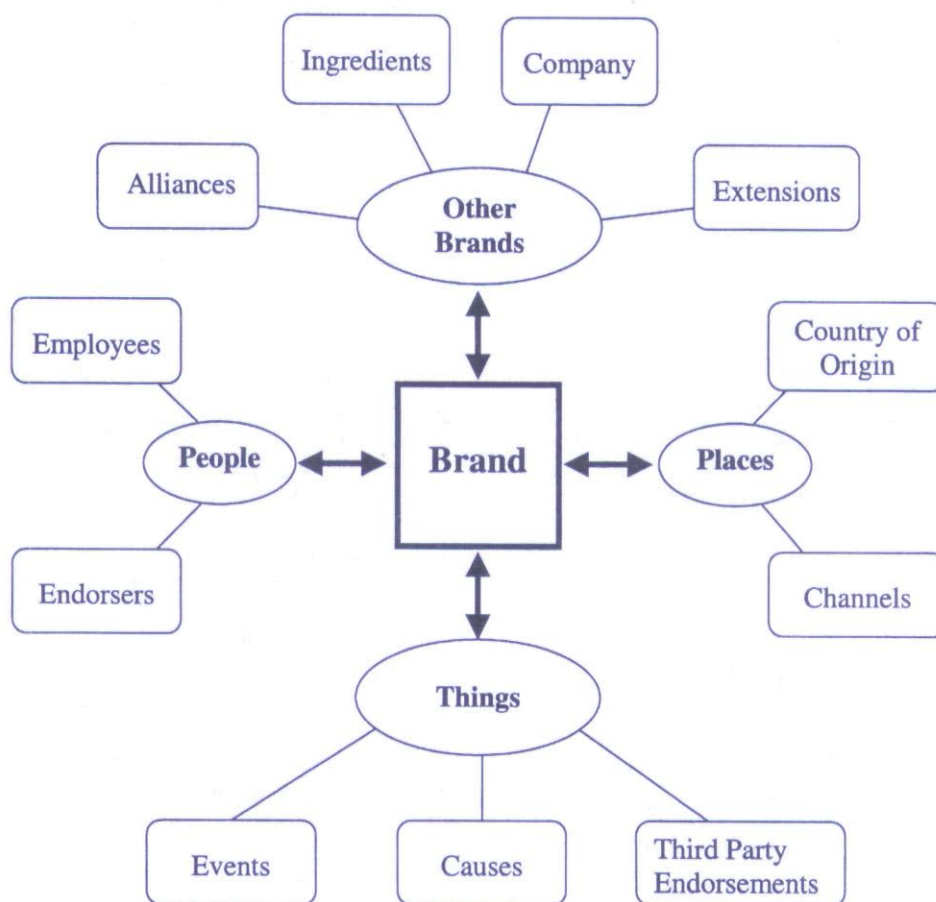 Ingredients
Company
Alliances
Extensions
Other
Brands
Employees
Country of
Origin
People
Brand
Places
Endorsers
Channels
Things
Events
Causes
Third Party
Endorsements